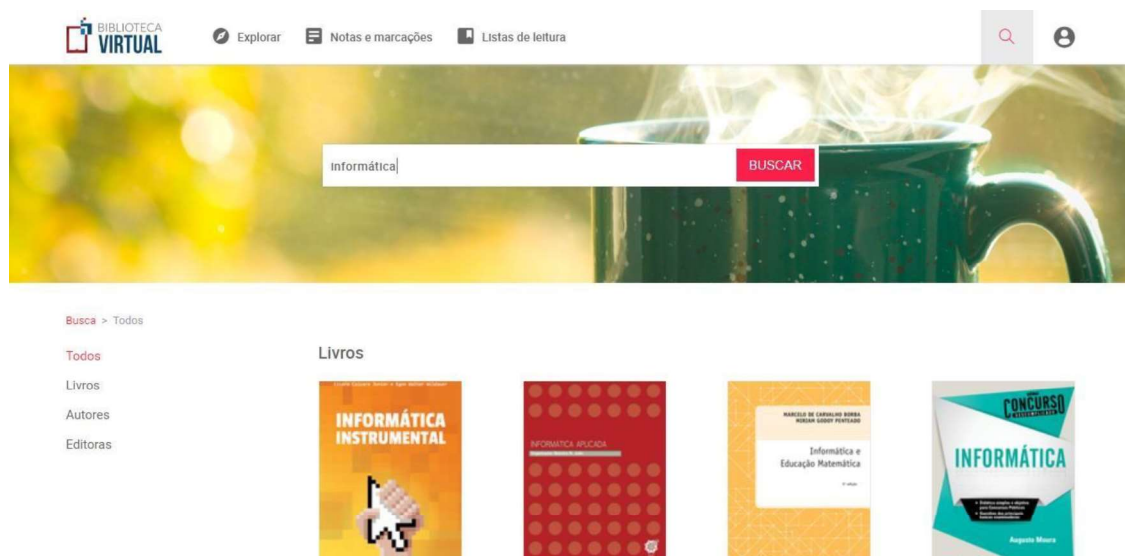 BIBLIOTECA
VIRTUAL
Explorar
Notas e marcações
Listas de leitura
Informática
BUSCAR
Busca > Todos
Todos
Livros
Autores
Editoras
Livros
INFORMÁTICA
INSTRUMENTAL
INFORMÁTICA APLICADA
MARCELO DE CARVALHO BORBA
MIRIAM GODOY PENTEADO
Informática e
Educação Matemática
CONCURSO
DESCOMPLICADO
INFORMÁTICA
Augusto Moura